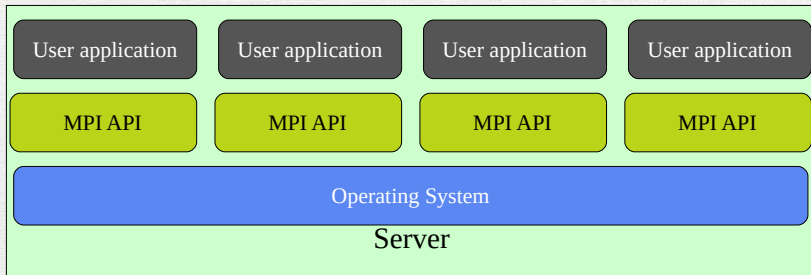 User application User application User application User application
MPI API MPI API MPI API MPI API
Operating System
Server